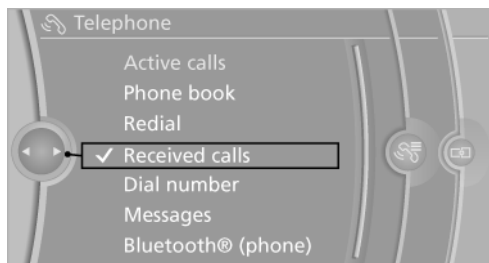 Telephone
Active calls
Phone book
Redial
Received calls
Dial number
Messages
Bluetooth® (phone)